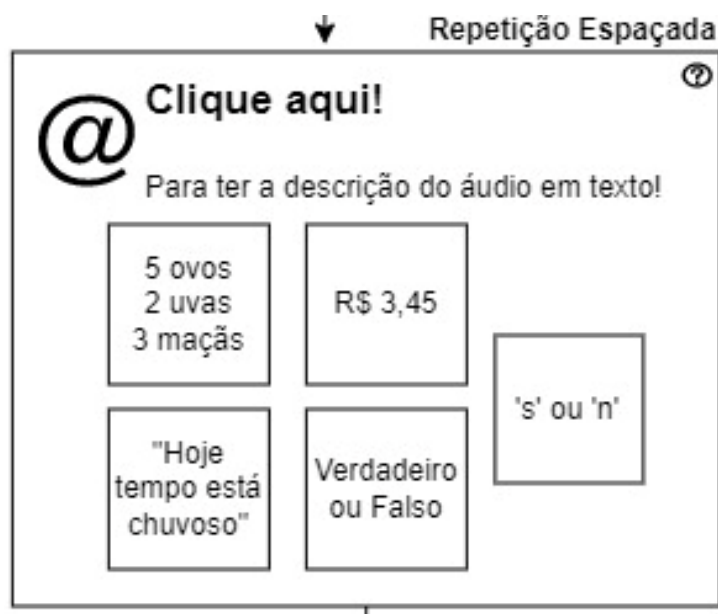 Repetição Espaçada
?
@
Clique aqui!
Para ter a descrição do áudio em texto!
5 ovos
2 uvas
3 maçãs
R$ 3,45
's' ou 'n'
"Hoje
tempo está
chuvoso"
Verdadeiro
ou Falso